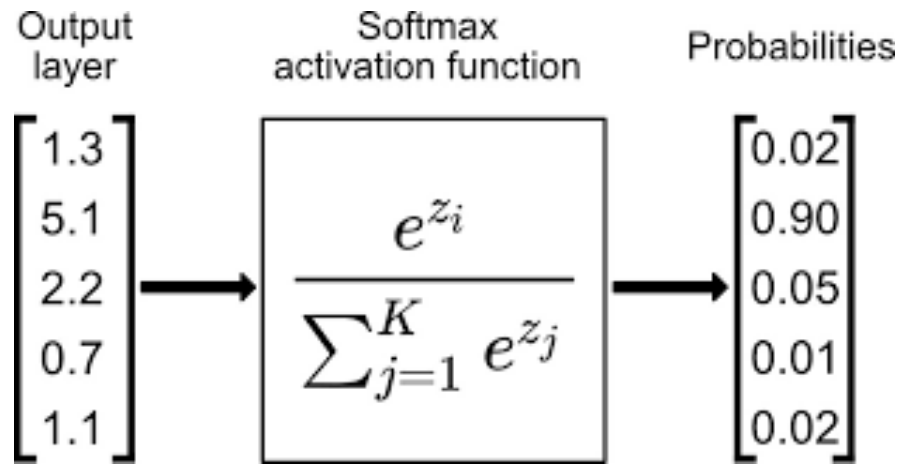 Output
layer
Softmax
activation function
Probabilities
1.3
5.1
2.2
0.7
1.1
e^{z_i}
∑_{j=1}^{K} e^{z_j}
0.02
0.90
0.05
0.01
0.02